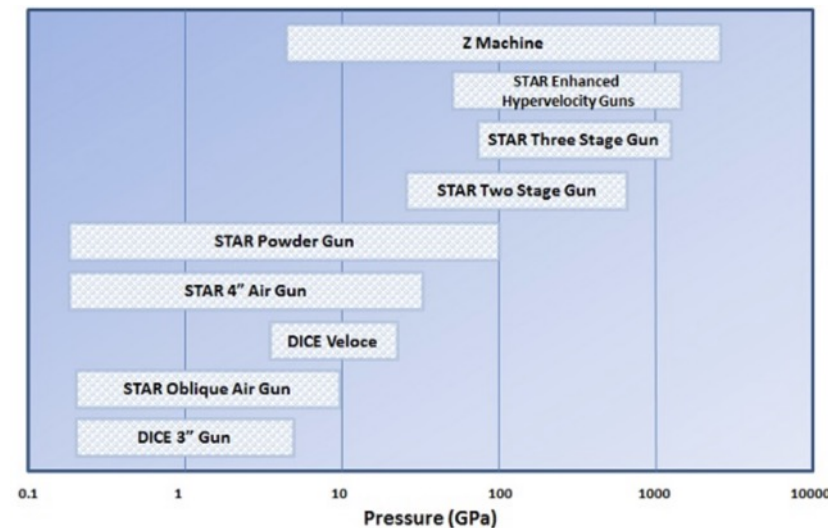 Z Machine
STAR Enhanced
Hypervelocity Guns
STAR Three Stage Gun
STAR Two Stage Gun
STAR Powder Gun
STAR 4” Air Gun
DICE Veloce
STAR Oblique Air Gun
DICE 3” Gun
0.1 1 10 100 1000 10000
Pressure (GPa)